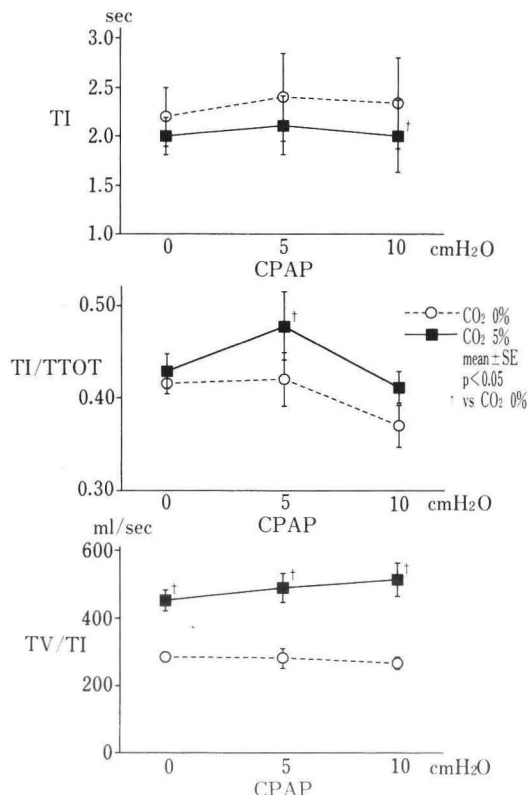 sec
3.0
2.5
TI
2.0
†
1.5
1.0
0 5 10 cmH₂O
CPAP
0.50
†
TI/TTOT
0.40
0.30
0 5 10 cmH₂O
CPAP
CO₂ 0%
CO₂ 5%
mean±SE
p<0.05
† vs CO₂ 0%
ml/sec
600
† † †
400
TV/TI
200
0
0 5 10 cmH₂O
CPAP